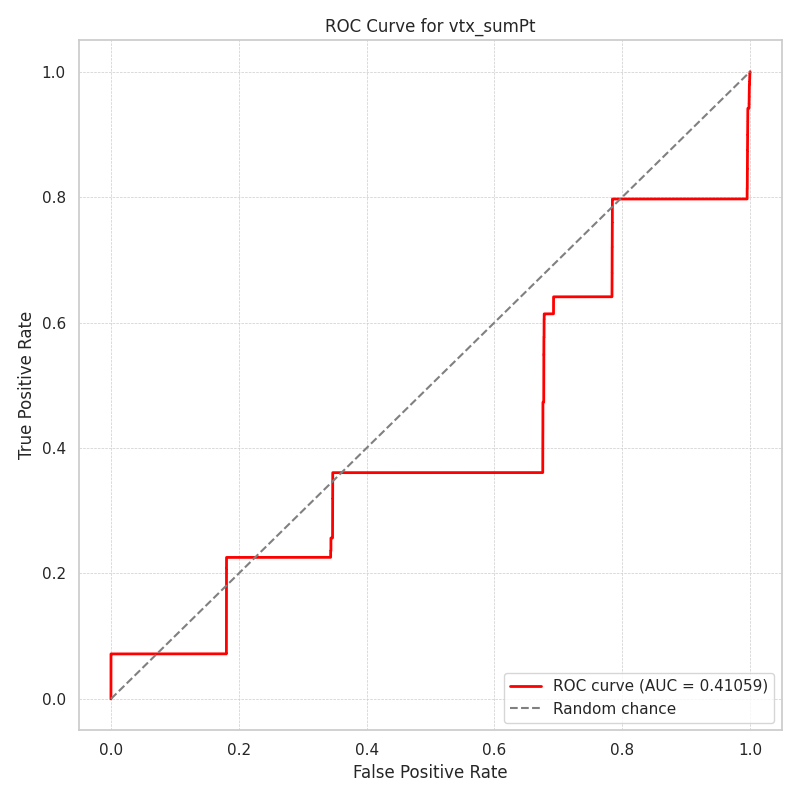 ROC Curve for vtx_sumPt
True Positive Rate
1.0
0.8
0.6
0.4
0.2
0.0
0.0 0.2 0.4 0.6 0.8 1.0
False Positive Rate
ROC curve (AUC = 0.41059)
Random chance